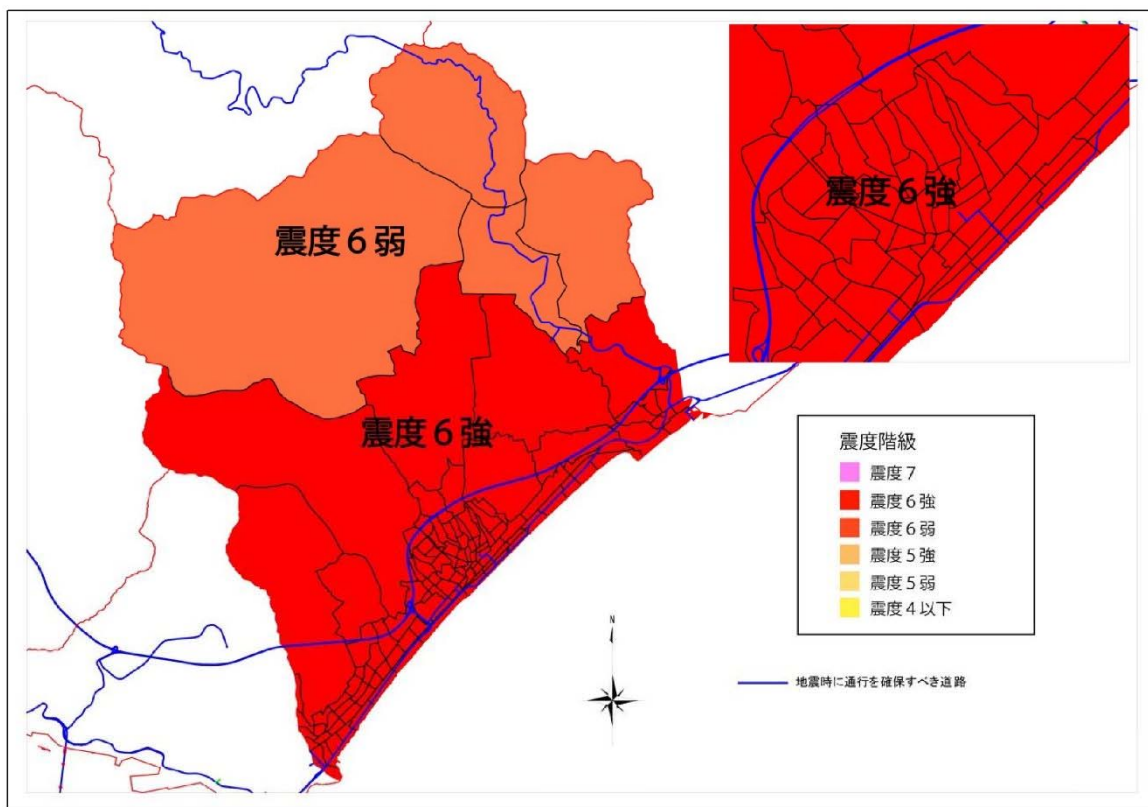 震度６強
震度６弱
震度６強
震度階級
震度７
震度６強
震度６弱
震度５強
震度５弱
震度４以下
N
地震時に通行を確保すべき道路